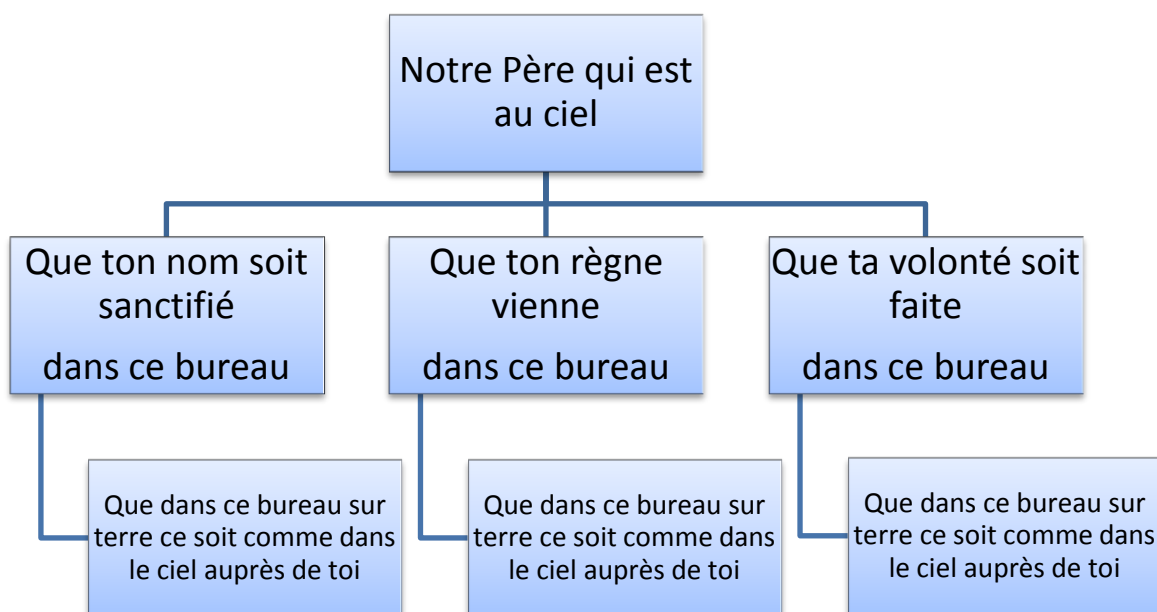 Notre Père qui est
au ciel
Que ton nom soit
sanctifié
dans ce bureau
Que ton règne
vienne
dans ce bureau
Que ta volonté soit
faite
dans ce bureau
Que dans ce bureau sur
terre ce soit comme dans
le ciel auprès de toi
Que dans ce bureau sur
terre ce soit comme dans
le ciel auprès de toi
Que dans ce bureau sur
terre ce soit comme dans
le ciel auprès de toi